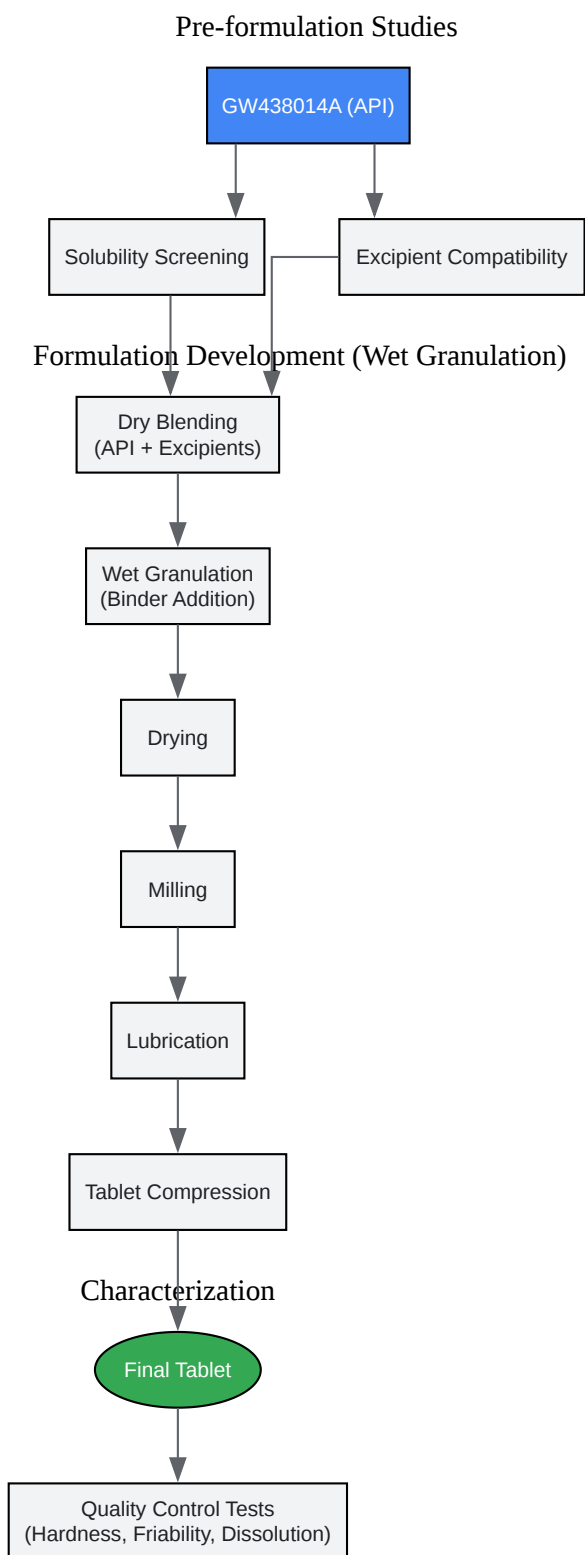 Pre-formulation Studies
GW438014A (API)
Solubility Screening
Excipient Compatibility
Formulation Development (Wet Granulation)
Dry Blending
(API + Excipients)
Wet Granulation
(Binder Addition)
Drying
Milling
Lubrication
Tablet Compression
Characterization
Final Tablet
Quality Control Tests
(Hardness, Friability, Dissolution)